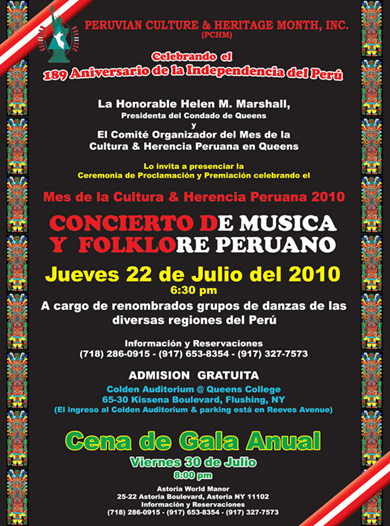 PERUVIAN CULTURE & HERITAGE MONTH, INC.
(PCHM)
Celebrando el
189 Aniversario de la Independencia del Perú
La Honorable Helen M. Marshall,
Presidenta del Condado de Queens
y
El Comité Organizador del Mes de la
Cultura & Herencia Peruana en Queens
Lo invita a presenciar la
Ceremonia de Proclamación y Premiación celebrando el
Mes de la Cultura & Herencia Peruana 2010
CONCIERTO DE MUSICA
Y FOLKLORE PERUANO
Jueves 22 de Julio del 2010
6:30 pm
A cargo de renombrados grupos de danzas de las
diversas regiones del Perú
Información y Reservaciones
(718) 286-0915 - (917) 653-8354 - (917) 327-7573
ADMISION GRATUITA
Colden Auditorium @ Queens College
65-30 Kissena Boulevard, Flushing, NY
(El ingreso al Colden Auditorium & parking está en Reeves Avenue)
Cena de Gala Anual
Viernes 30 de Julio
8:00 pm
Astoria World Manor
25-22 Astoria Boulevard, Astoria NY 11102
Información y Reservaciones
(718) 286-0915 - (917) 653-8354 - (917) 327-7573